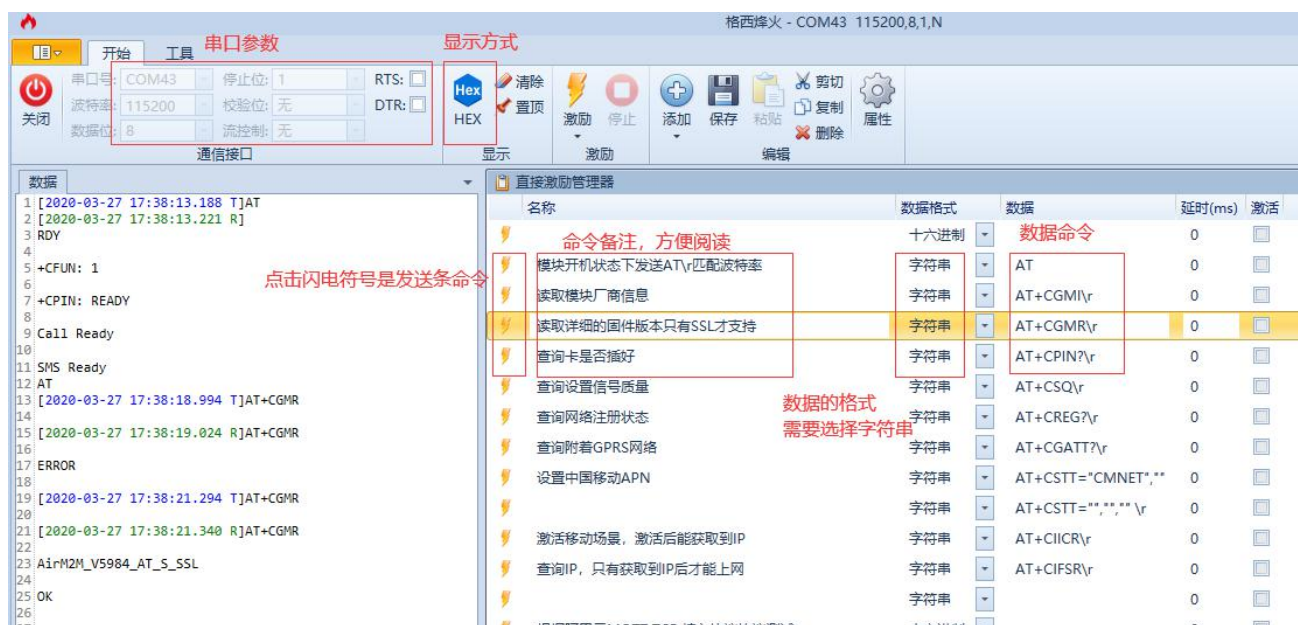 格西烽火 - COM43 115200,8,1,N
开始 工具 串口参数 显示方式
串口号: COM43 停止位: 1 RTS:
波特率: 115200 校验位: 无 DTR:
数据位: 8 流控制: 无
关闭
通信接口
Hex
HEX
清除
置顶
显示
激励 停止
激励
添加 保存 粘贴
剪切
复制
删除
属性
编辑
数据
1 [2020-03-27 17:38:13.188 T]AT
2 [2020-03-27 17:38:13.221 R]
3 RDY
4
5 +CFUN: 1
6
7 +CPIN: READY
8
9 Call Ready
10
11 SMS Ready
12 AT
13 [2020-03-27 17:38:18.994 T]AT+CGMR
14
15 [2020-03-27 17:38:19.024 R]AT+CGMR
16
17 ERROR
18
19 [2020-03-27 17:38:21.294 T]AT+CGMR
20
21 [2020-03-27 17:38:21.340 R]AT+CGMR
22
23 AirM2M_V5984_AT_S_SSL
24
25 OK
26
点击闪电符号是发送条命令
直接激励管理器
名称 数据格式 数据 延时(ms) 激活
十六进制 0
命令备注，方便阅读 数据命令
模块开机状态下发送AT\r匹配波特率 字符串 AT 0
读取模块厂商信息 字符串 AT+CGMI\r 0
读取详细的固件版本只有SSL才支持 字符串 AT+CGMR\r 0
查询卡是否插好 字符串 AT+CPIN?\r 0
查询设置信号质量 字符串 AT+CSQ\r 0
数据的格式
需要选择字符串
查询网络注册状态 字符串 AT+CREG?\r 0
查询附着GPRS网络 字符串 AT+CGATT?\r 0
设置中国移动APN 字符串 AT+CSTT="CMNET","" 0
字符串 AT+CSTT="","","" \r 0
激活移动场景，激活后能获取到IP 字符串 AT+CIICR\r 0
查询IP，只有获取到IP后才能上网 字符串 AT+CIFSR\r 0
字符串 0